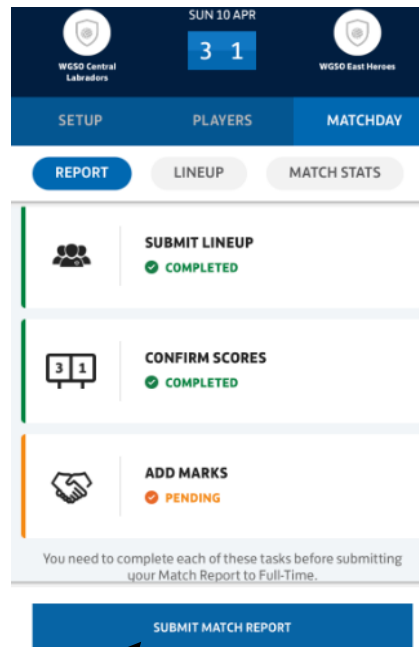 SUN 10 APR
3 1
WGSO Central
Labradors
WGSO East Heroes
SETUP
PLAYERS
MATCHDAY
REPORT
LINEUP
MATCH STATS
SUBMIT LINEUP
COMPLETED
3 1
CONFIRM SCORES
COMPLETED
ADD MARKS
PENDING
You need to complete each of these tasks before submitting
your Match Report to Full-Time.
SUBMIT MATCH REPORT